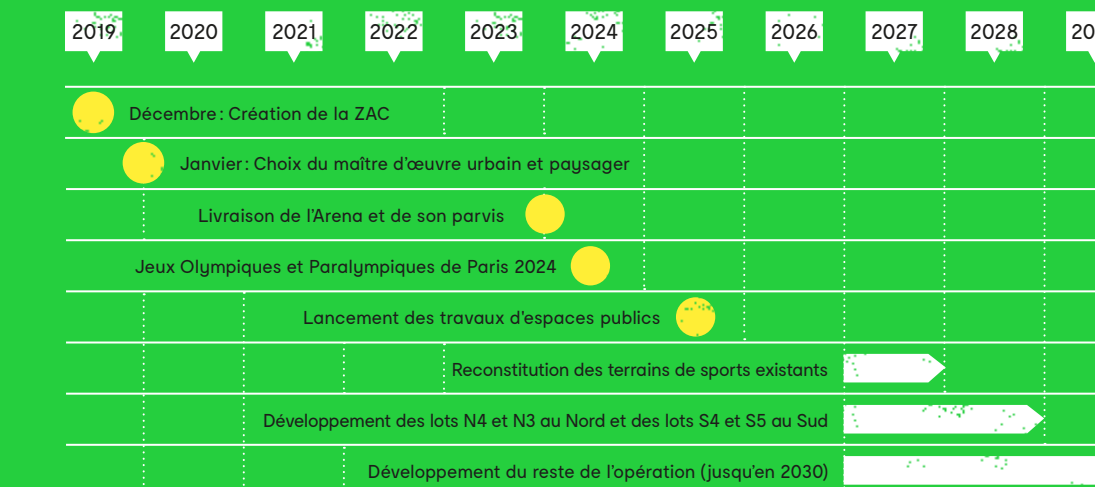 2019 2020 2021 2022 2023 2024 2025 2026 2027 2028 20
Décembre : Création de la ZAC
Janvier : Choix du maître d’œuvre urbain et paysager
Livraison de l’Arena et de son parvis
Jeux Olympiques et Paralympiques de Paris 2024
Lancement des travaux d’espaces publics
Reconstitution des terrains de sports existants
Développement des lots N4 et N3 au Nord et des lots S4 et S5 au Sud
Développement du reste de l’opération (jusqu’en 2030)